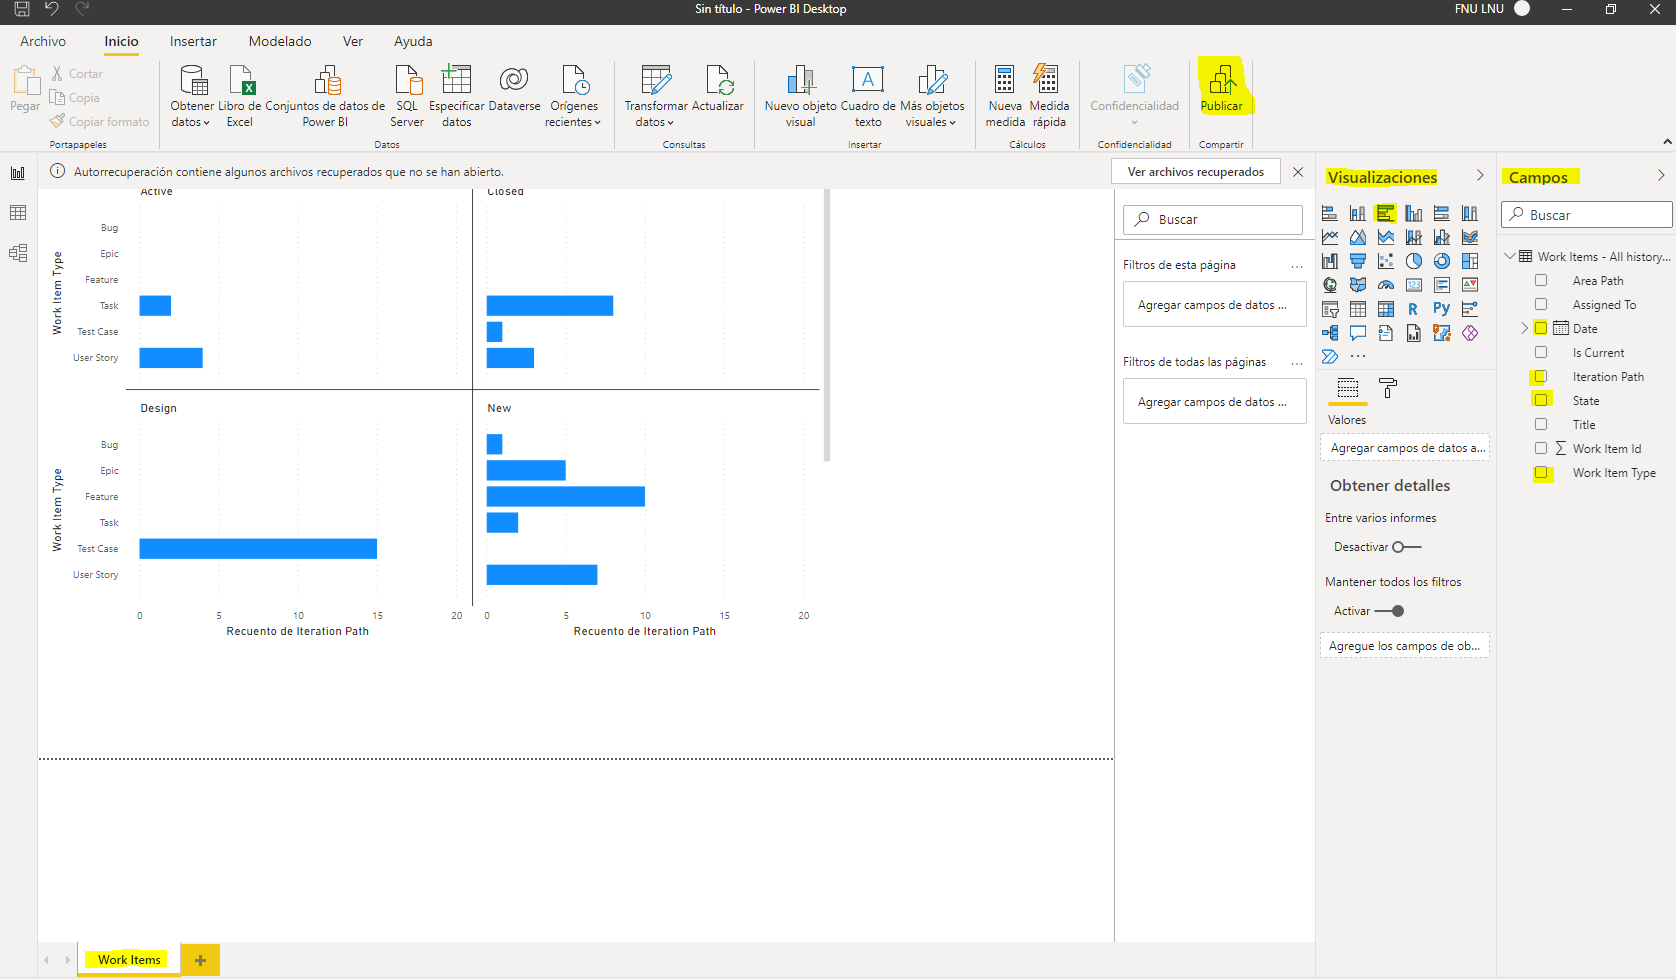 Sin título - Power BI Desktop
FNU LNU
Archivo
Inicio
Insertar
Modelado
Ver
Ayuda
Pegar
Cortar
Copia
Copiar formato
Portapapeles
Obtener
datos
Libro de
Excel
Conjuntos de datos de
Power BI
SQL
Server
Especificar
datos
Dataverse
Orígenes
recientes
Datos
Transformar
datos
Actualizar
Consultas
Nuevo objeto
visual
Cuadro de
texto
Más objetos
visuales
Insertar
Nueva
medida
Medida
rápida
Cálculos
Confidencialidad
Confidencialidad
Publicar
Compartir
Autorrecuperación contiene algunos archivos recuperados que no se han abierto.
Ver archivos recuperados
Active
Closed
Work Item Type
Bug
Epic
Feature
Task
Test Case
User Story
Design
New
Work Item Type
Bug
Epic
Feature
Task
Test Case
User Story
0 5 10 15 20
0 5 10 15 20
Recuento de Iteration Path
Recuento de Iteration Path
Buscar
Filtros de esta página
...
Agregar campos de datos ...
Filtros de todas las páginas
...
Agregar campos de datos ...
Visualizaciones
123
R
Py
...
Valores
Agregar campos de datos a...
Obtener detalles
Entre varios informes
Desactivar
Mantener todos los filtros
Activar
Agregue los campos de ob...
Campos
Buscar
Work Items - All history...
Area Path
Assigned To
Date
Is Current
Iteration Path
State
Title
Work Item Id
Work Item Type
Work Items